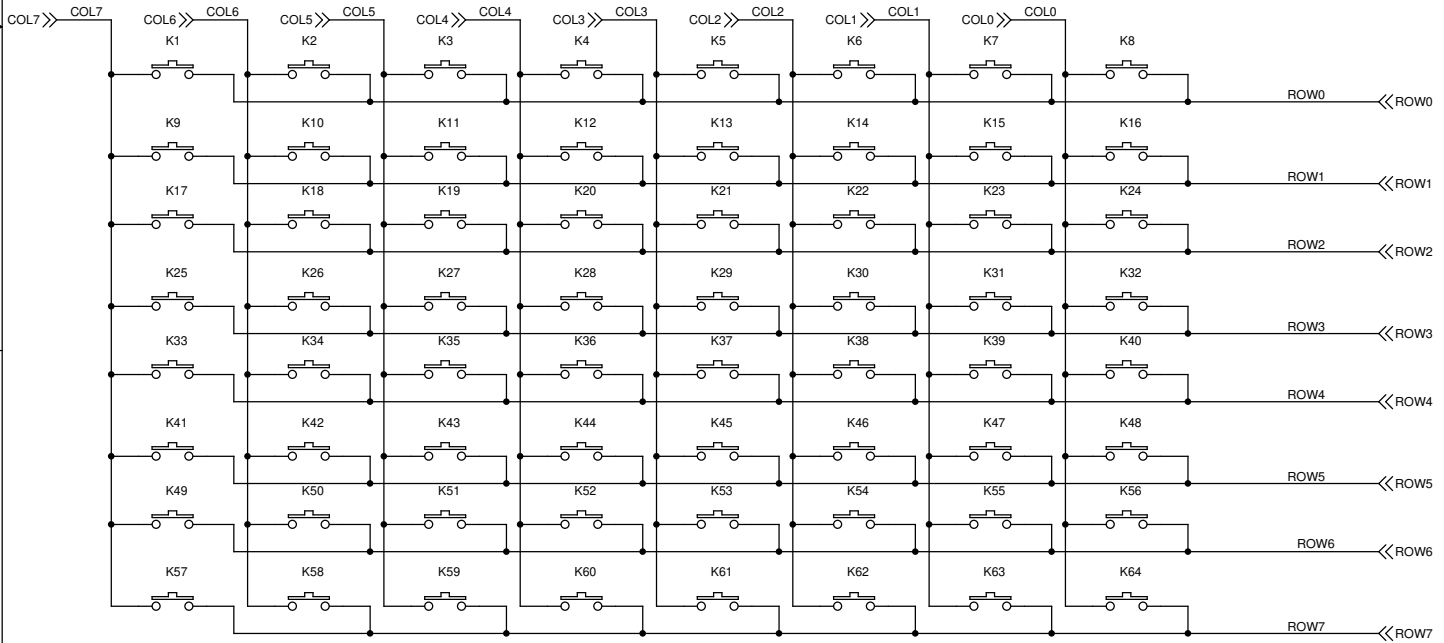 COL7 COL7 COL6 COL6 COL5 COL5 COL4 COL4 COL3 COL3 COL2 COL2 COL1 COL1 COL0 COL0
K1 K2 K3 K4 K5 K6 K7 K8
ROW0 ROW0
K9 K10 K11 K12 K13 K14 K15 K16
ROW1 ROW1
K17 K18 K19 K20 K21 K22 K23 K24
ROW2 ROW2
K25 K26 K27 K28 K29 K30 K31 K32
ROW3 ROW3
K33 K34 K35 K36 K37 K38 K39 K40
ROW4 ROW4
K41 K42 K43 K44 K45 K46 K47 K48
ROW5 ROW5
K49 K50 K51 K52 K53 K54 K55 K56
ROW6 ROW6
K57 K58 K59 K60 K61 K62 K63 K64
ROW7 ROW7